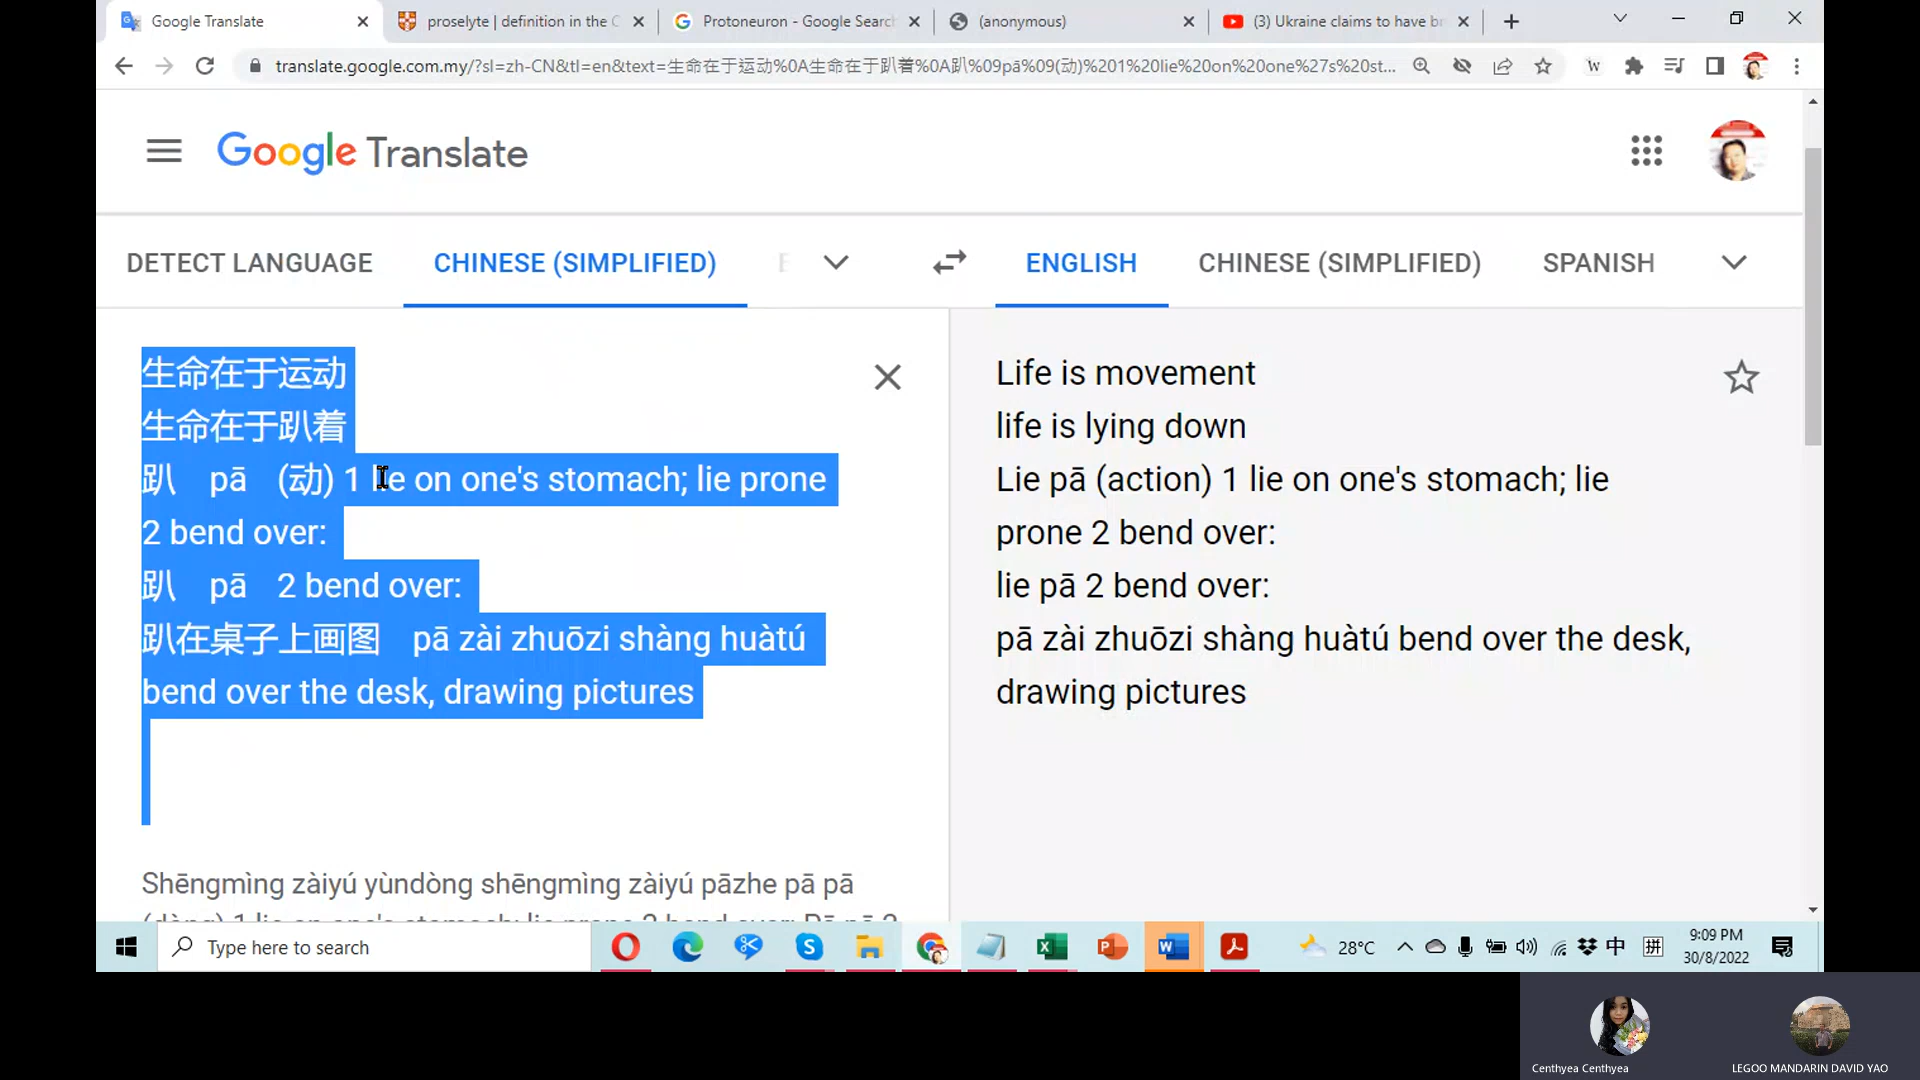 Google Translate
proselyte | definition in the C
Protoneuron - Google Searc
(anonymous)
(3) Ukraine claims to have b
translate.google.com.my/?sl=zh-CN&tl=en&text=生命在于运动%0A生命在于趴着%0A趴%09pā%09(动)%201%20lie%20on%20one%27s%20st...
W
Google Translate
DETECT LANGUAGE
CHINESE (SIMPLIFIED)
ENGLISH
CHINESE (SIMPLIFIED)
SPANISH
生命在于运动
生命在于趴着
趴 pā (动) 1 lie on one's stomach; lie prone
2 bend over:
趴 pā 2 bend over:
趴在桌子上画图 pā zài zhuōzi shàng huàtú
bend over the desk, drawing pictures
Life is movement
life is lying down
Lie pā (action) 1 lie on one's stomach; lie
prone 2 bend over:
lie pā 2 bend over:
pā zài zhuōzi shàng huàtú bend over the desk,
drawing pictures
Shēngmìng zàiyú yùndòng shēngmìng zàiyú pāzhe pā pā
Type here to search
28°C
中
拼
9:09 PM
30/8/2022
Centhyea Centhyea
LEGOO MANDARIN DAVID YAO